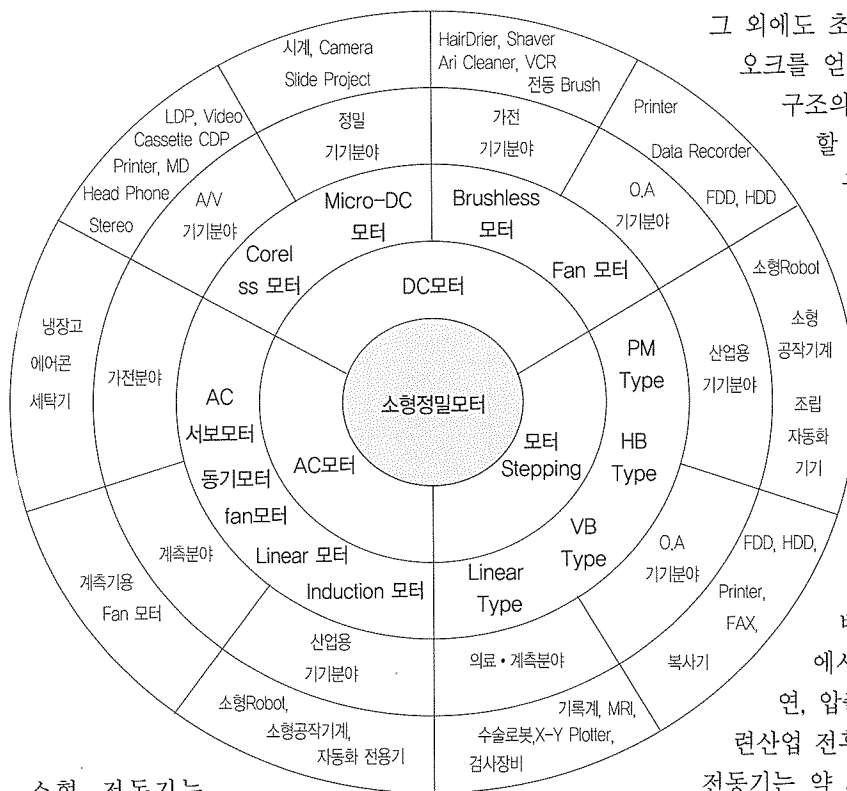 그 외에도 초
오크를 얻
구조의
할
시계, Camera
Slide Project
HairDrier, Shaver
Ari Cleaner, VCR
전동 Brush
Printer
Data Recorder
FDD, HDD
LDP, Video
Cassette CDP
Printer, MD
Head Phone
Stereo
정밀
기기분야
가전
기기분야
A/V
기기분야
O.A
기기분야
Micro-DC
모터
Brushless
모터
Corel
ss 모터
Fan 모터
DC모터
소형정밀모터
냉장고
에어콘
세탁기
가전분야
AC
서보모터
동기모터
fan모터
Linear 모터
Induction 모터
AC모터
모터
Stepping
PM
Type
HB
Type
VB
Type
Linear
Type
산업용
기기분야
소형Robot
소형
공작기계
조립
자동화
기기
계측분야
계측기용
Fan 모터
산업용
기기분야
소형Robot,
소형공작기계,
자동화 전용기
의료・계측분야
기록계, MRI,
수술로봇,X-Y Plotter,
검사장비
O.A
기기분야
FDD, HDD,
Printer,
FAX,
복사기
에서
연, 압출
련산업 전후
전동기는 약
소형 전동기는